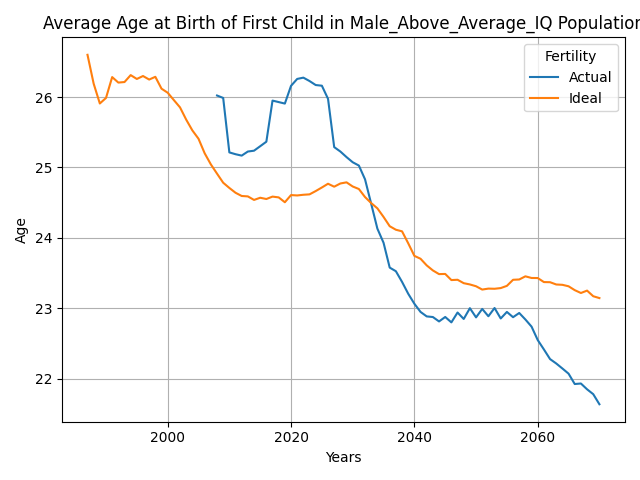 Average Age at Birth of First Child in Male_Above_Average_IQ Population
Fertility
Actual
Ideal
Age
26
25
24
23
22
2000
2020
2040
2060
Years